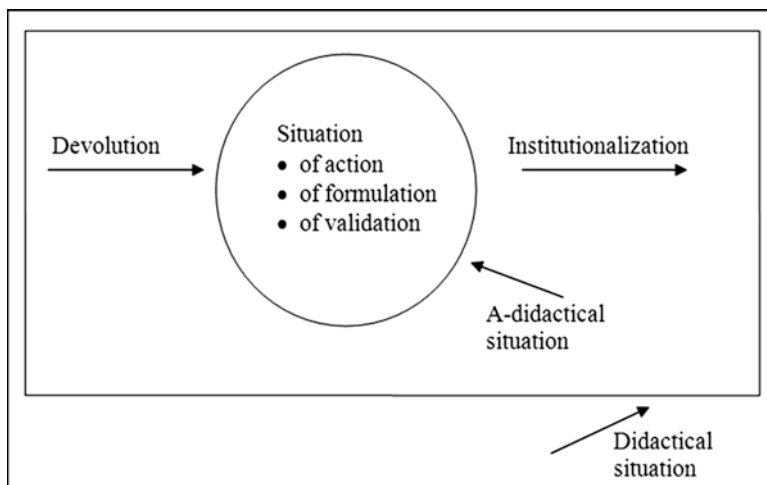 Devolution
Situation
• of action
• of formulation
• of validation
Institutionalization
A-didactical
situation
Didactical
situation